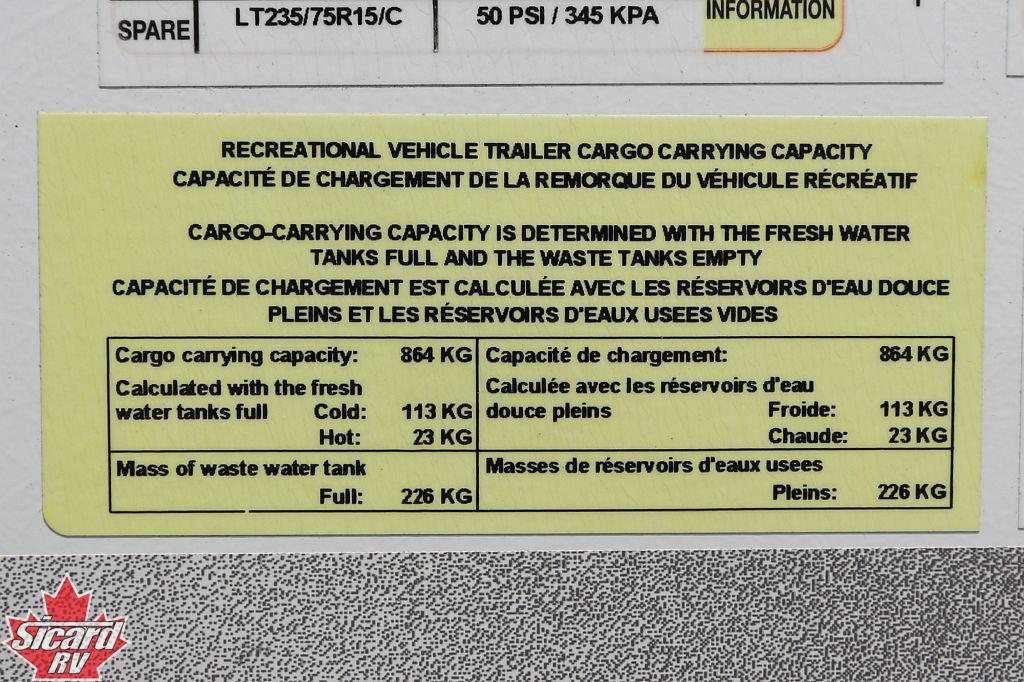 SPARE LT235/75R15/C 50 PSI / 345 KPA INFORMATION
RECREATIONAL VEHICLE TRAILER CARGO CARRYING CAPACITY
CAPACITÉ DE CHARGEMENT DE LA REMORQUE DU VÉHICULE RÉCRÉATIF
CARGO-CARRYING CAPACITY IS DETERMINED WITH THE FRESH WATER
TANKS FULL AND THE WASTE TANKS EMPTY
CAPACITÉ DE CHARGEMENT EST CALCULÉE AVEC LES RÉSERVOIRS D'EAU DOUCE
PLEINS ET LES RÉSERVOIRS D'EAUX USEES VIDES
Cargo carrying capacity: 864 KG
Calculated with the fresh
water tanks full Cold: 113 KG
Hot: 23 KG
Mass of waste water tank
Full: 226 KG
Capacité de chargement: 864 KG
Calculée avec les réservoirs d'eau
douce pleins Froide: 113 KG
Chaude: 23 KG
Masses de réservoirs d'eaux usees
Pleins: 226 KG
Sicard
RV